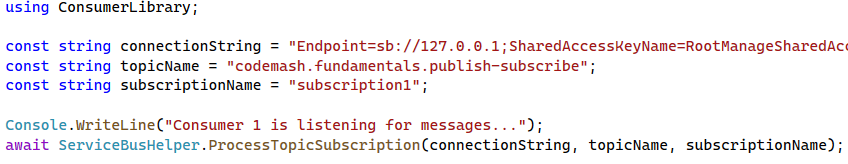 using ConsumerLibrary;
const string connectionString = "Endpoint=sb://127.0.0.1;SharedAccessKeyName=RootManageSharedAcc
const string topicName = "codemash.fundamentals.publish-subscribe";
const string subscriptionName = "subscription1";
Console.WriteLine("Consumer 1 is listening for messages...");
await ServiceBusHelper.ProcessTopicSubscription(connectionString, topicName, subscriptionName);